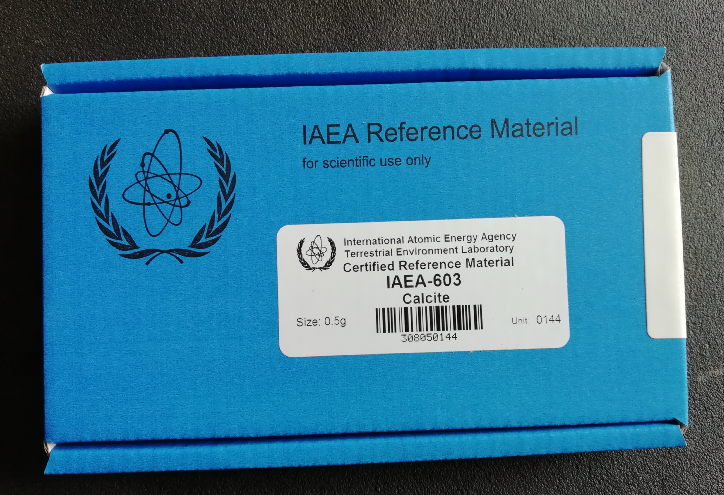 IAEA Reference Material
for scientific use only
International Atomic Energy Agency
Terrestrial Environment Laboratory
Certified Reference Material
IAEA-603
Calcite
Size: 0.5g
Unit 0144
308050144